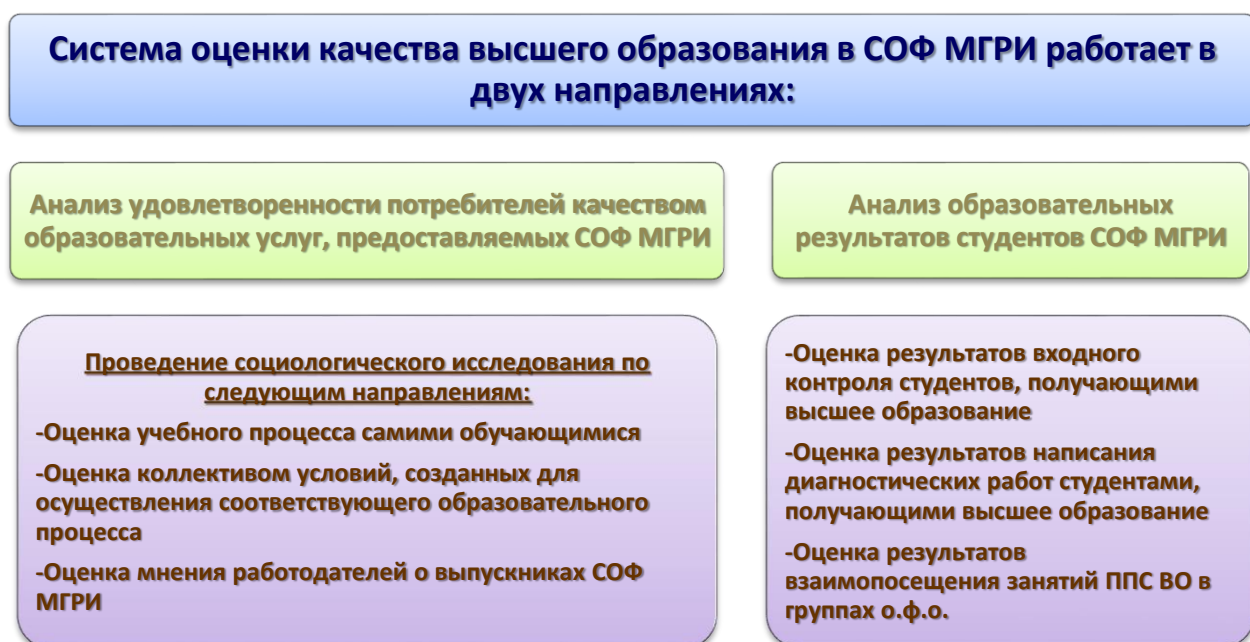 Система оценки качества высшего образования в СОФ МГРИ работает в
двух направлениях:
Анализ удовлетворенности потребителей качеством
образовательных услуг, предоставляемых СОФ МГРИ
Анализ образовательных
результатов студентов СОФ МГРИ
Проведение социологического исследования по
следующим направлениям:
-Оценка учебного процесса самими обучающимися
-Оценка коллективом условий, созданных для
осуществления соответствующего образовательного
процесса
-Оценка мнения работодателей о выпускниках СОФ
МГРИ
-Оценка результатов входного
контроля студентов, получающими
высшее образование
-Оценка результатов написания
диагностических работ студентами,
получающими высшее образование
-Оценка результатов
взаимопосещения занятий ППС ВО в
группах о.ф.о.